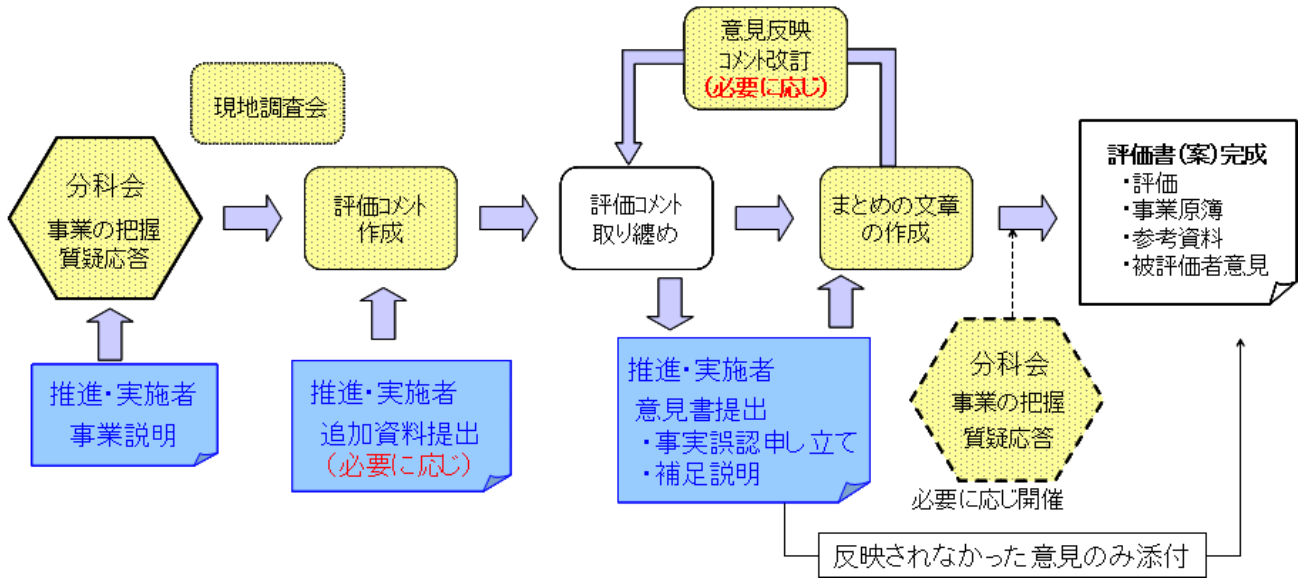 意見反映
コメント改訂
(必要に応じ)
現地調査会
分科会
事業の把握
質疑応答
評価コメント
作成
評価コメント
取り纏め
まとめの文章
の作成
評価書(案)完成
・評価
・事業原簿
・参考資料
・被評価者意見
推進・実施者
事業説明
推進・実施者
追加資料提出
(必要に応じ)
推進・実施者
意見書提出
・事実誤認申し立て
・補足説明
分科会
事業の把握
質疑応答
必要に応じ開催
反映されなかった意見のみ添付